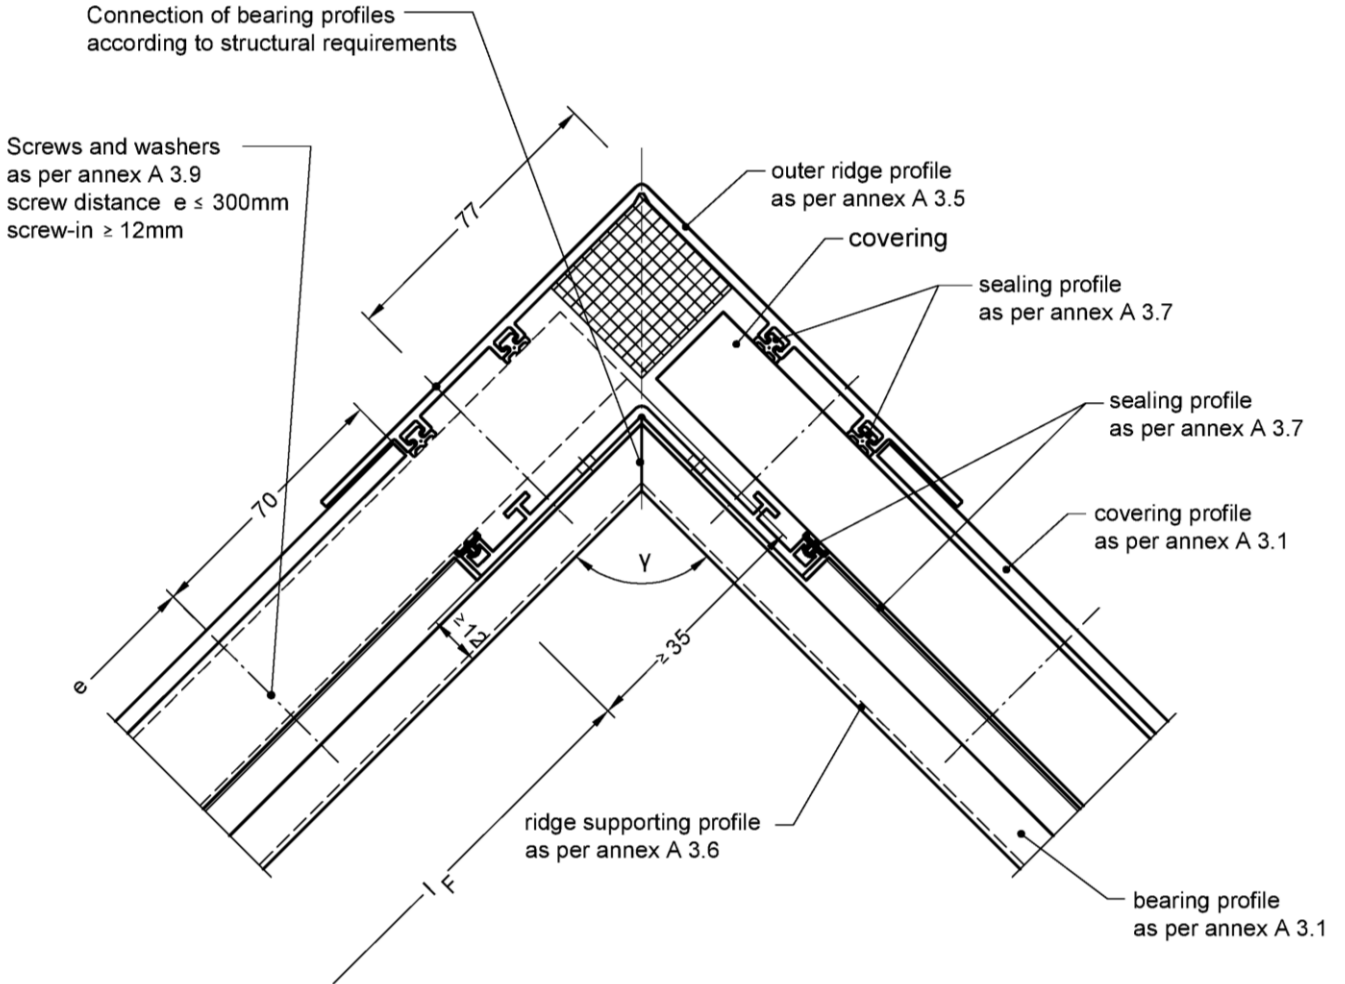 Connection of bearing profiles
according to structural requirements
Screws and washers
as per annex A 3.9
screw distance e ≤ 300mm
screw-in ≥ 12mm
77
outer ridge profile
as per annex A 3.5
covering
sealing profile
as per annex A 3.7
sealing profile
as per annex A 3.7
70
covering profile
as per annex A 3.1
γ
≥ 12
≥ 35
e
ridge supporting profile
as per annex A 3.6
l F
bearing profile
as per annex A 3.1